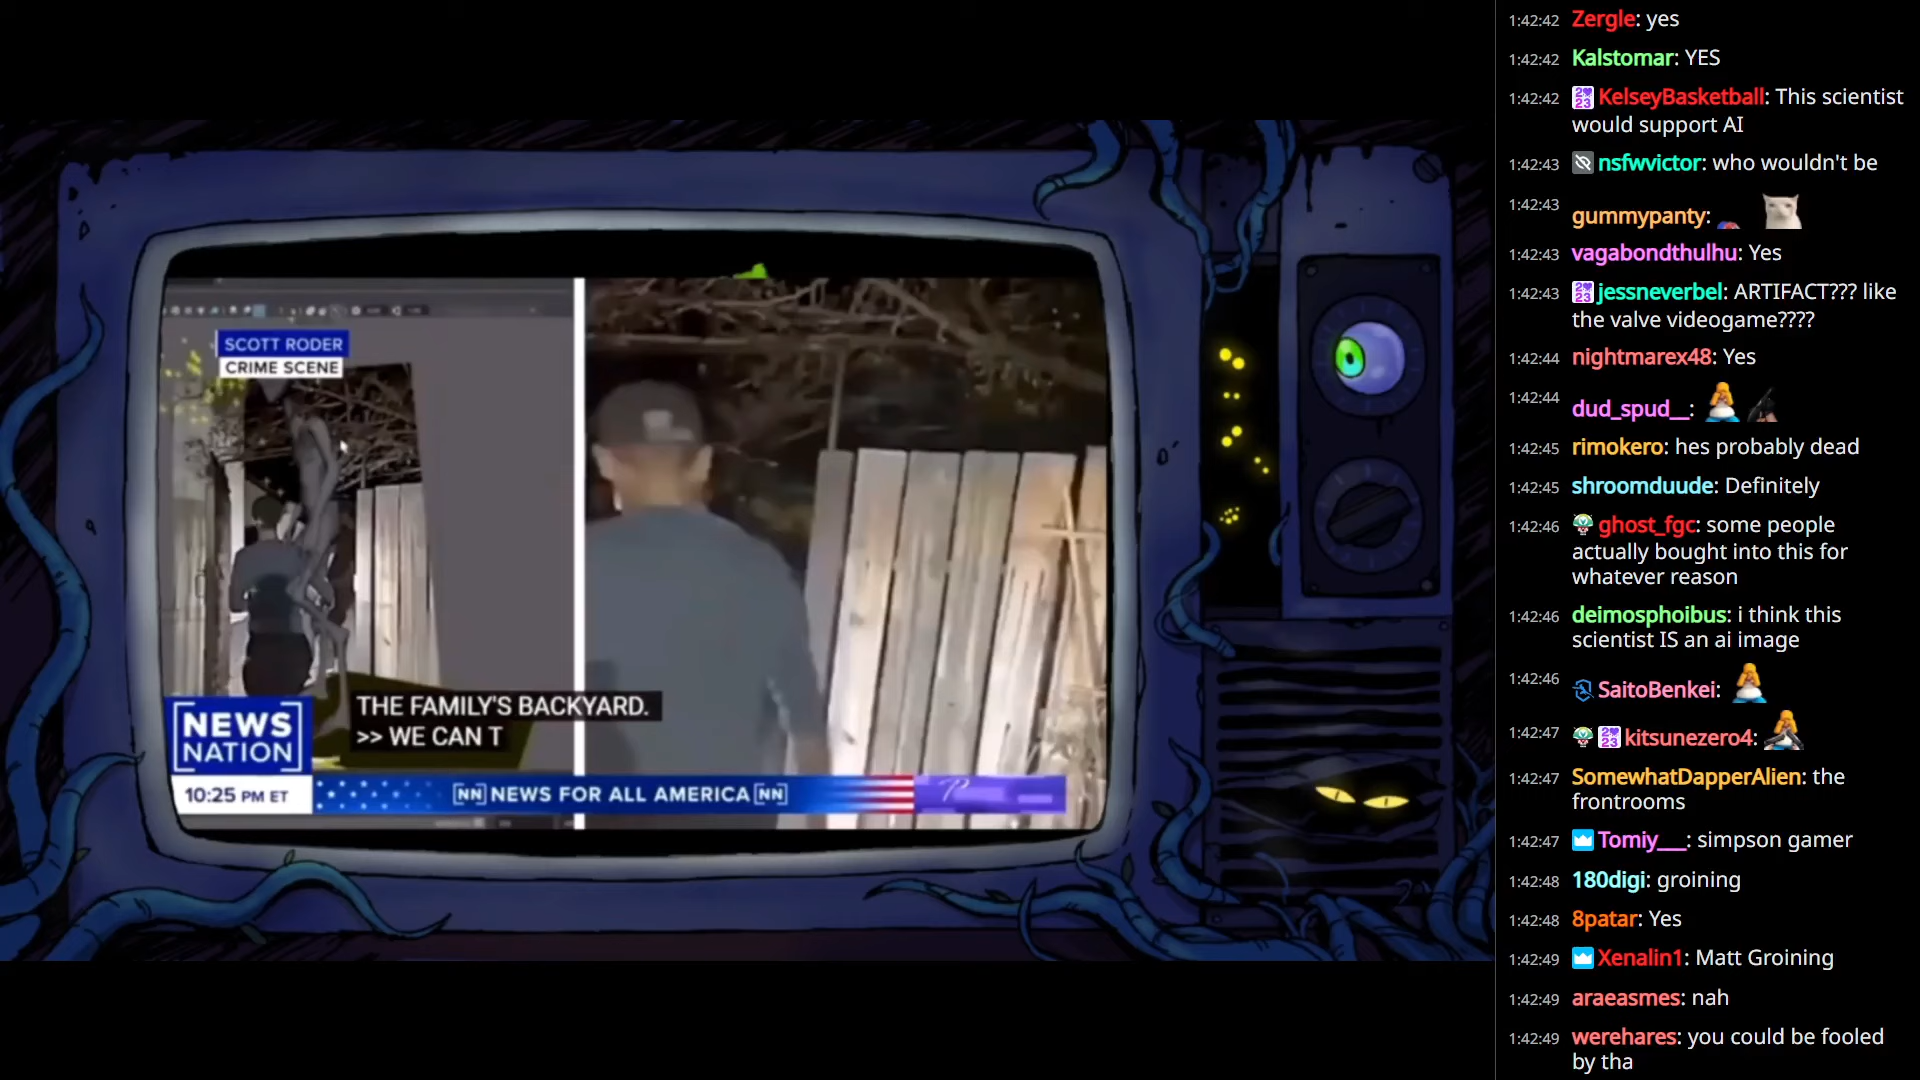 SCOTT RODER
CRIME SCENE
THE FAMILY'S BACKYARD.
>> WE CAN T
NEWS
NATION
10:25 PM ET
NN NEWS FOR ALL AMERICA NN
1:42:42 Zergle: yes
1:42:42 Kalstomar: YES
1:42:42 KelseyBasketball: This scientist
would support AI
1:42:43 nsfwvictor: who wouldn't be
1:42:43 gummypanty:
1:42:43 vagabondthulhu: Yes
1:42:43 jessneverbel: ARTIFACT??? like
the valve videogame????
1:42:44 nightmarex48: Yes
1:42:44 dud_spud__:
1:42:45 rimokero: hes probably dead
1:42:45 shroomduude: Definitely
1:42:46 ghost_fgc: some people
actually bought into this for
whatever reason
1:42:46 deimosphoibus: i think this
scientist IS an ai image
1:42:46 SaitoBenkei:
1:42:47 kitsunezero4:
1:42:47 SomewhatDapperAlien: the
frontrooms
1:42:47 Tomiy___: simpson gamer
1:42:48 180digi: groining
1:42:48 8patar: Yes
1:42:49 Xenalin1: Matt Groining
1:42:49 araeasmes: nah
1:42:49 werehares: you could be fooled
by tha